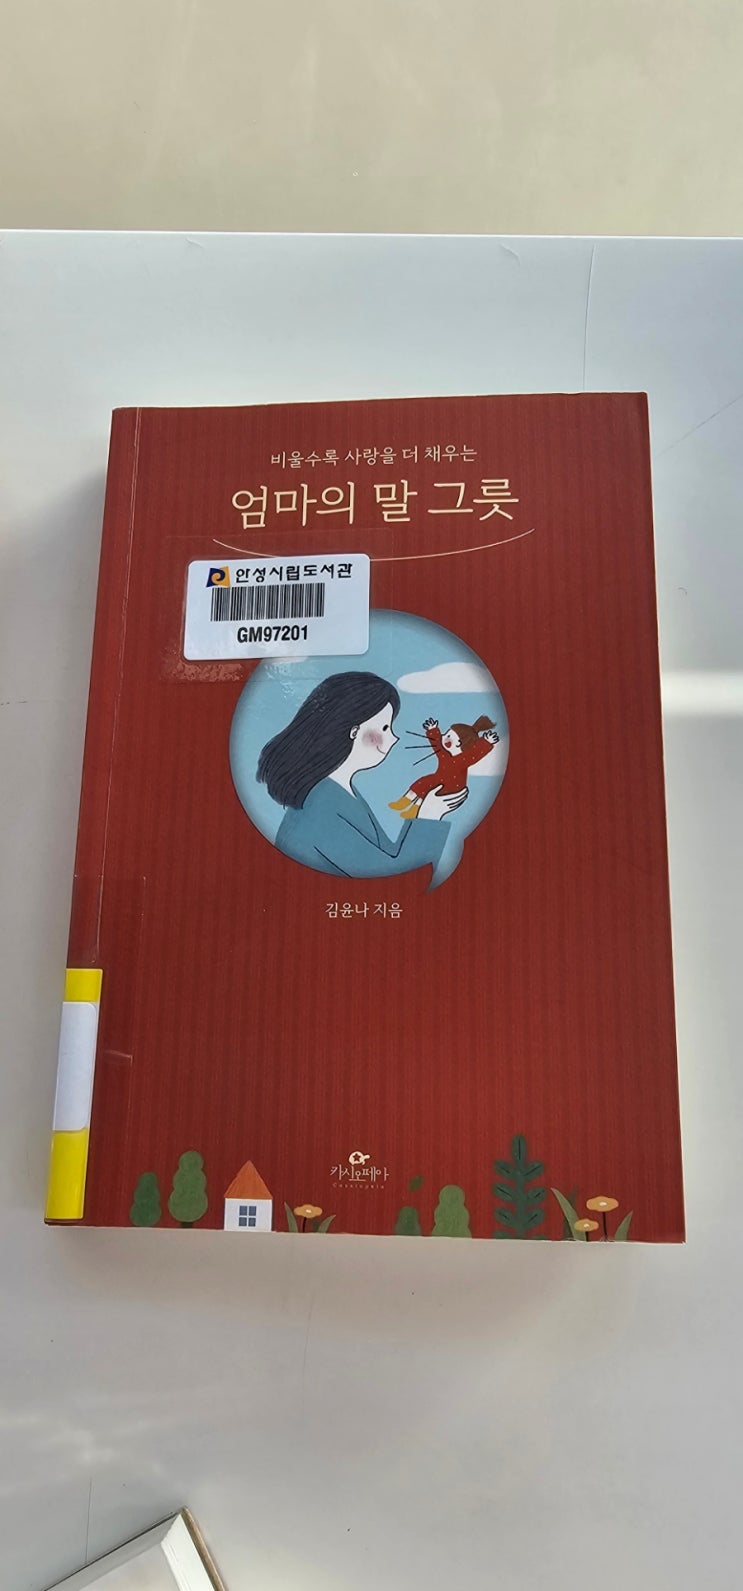 비울수록 사랑을 더 채우는
엄마의 말 그릇
안성시립도서관
GM97201
김윤나 지음
카시오페아
Cassiopeia